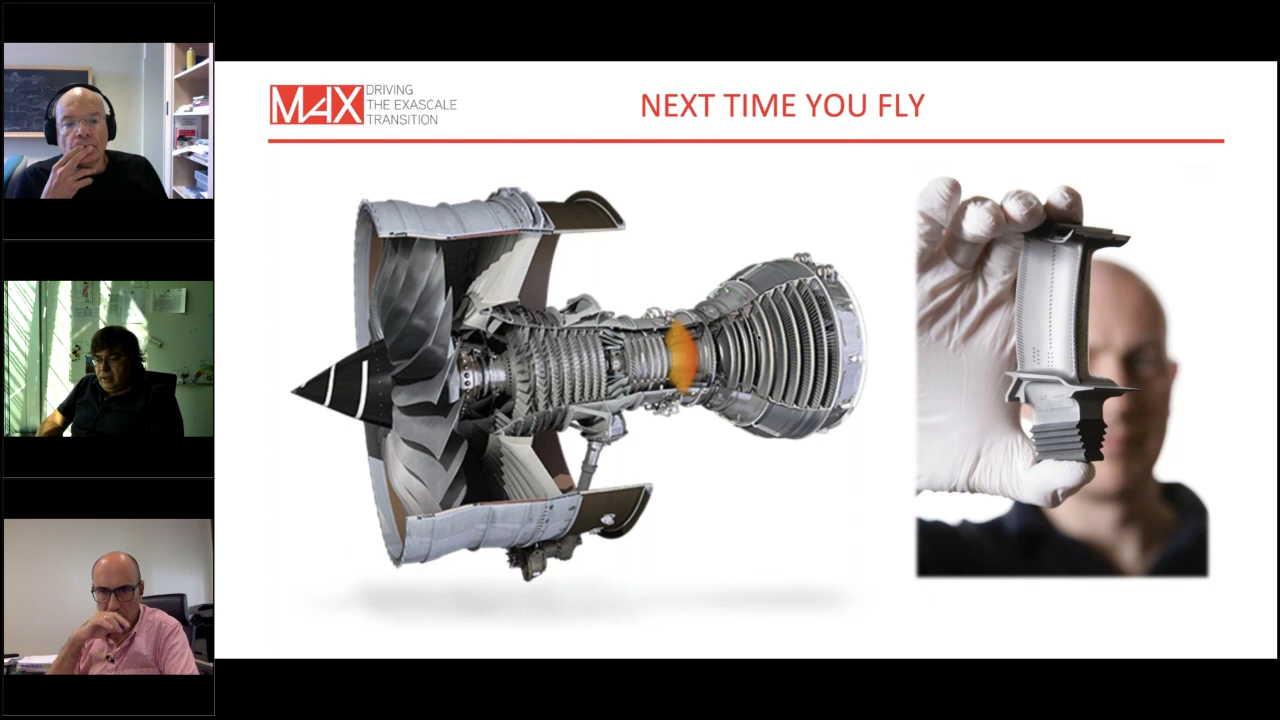 MAX
DRIVING
THE EXASCALE
TRANSITION
NEXT TIME YOU FLY